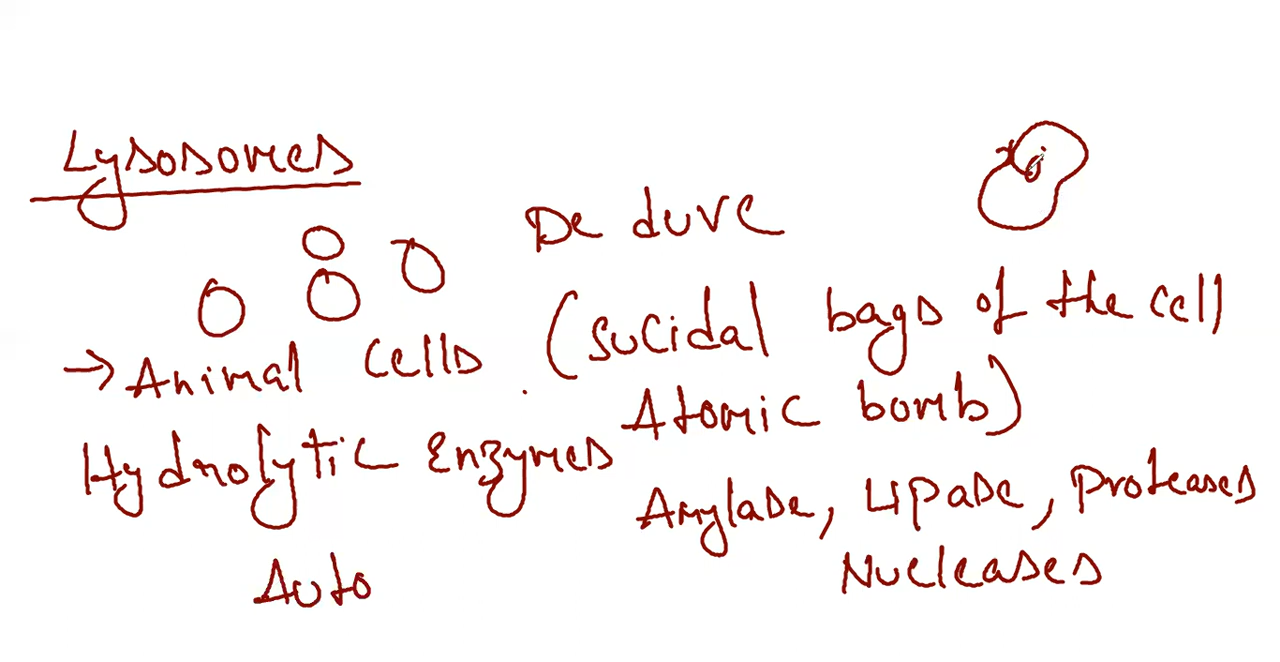 Lysosomes
De duve
(sucidal bags of the cell
→ Animal cells
Atomic bomb)
Hydrolytic Enzymes
Amylase, Lipase, Proteases
Nucleases
Auto